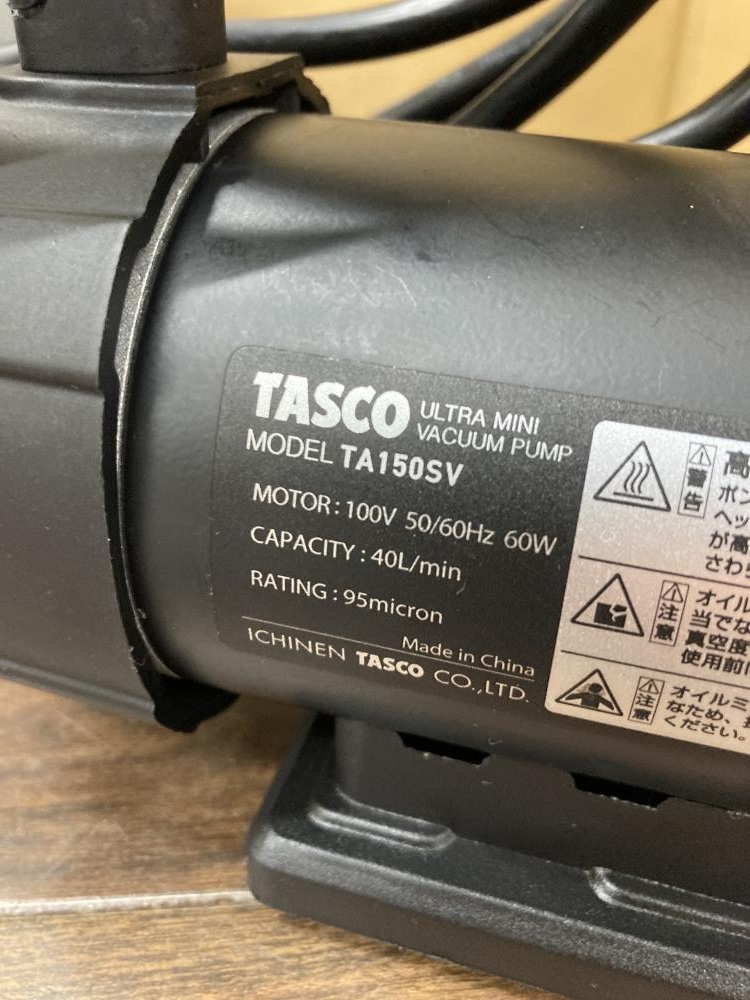 TASCO ULTRA MINI
VACUUM PUMP
MODEL TA150SV
MOTOR : 100V 50/60Hz 60W
CAPACITY : 40L/min
RATING : 95micron
Made in China
ICHINEN TASCO CO.,LTD.
警告
高
ポン
ヘッ
が高
さわら
注意
オイル
当でな
真空度
使用前
注意
オイルミ
なため、
ください。